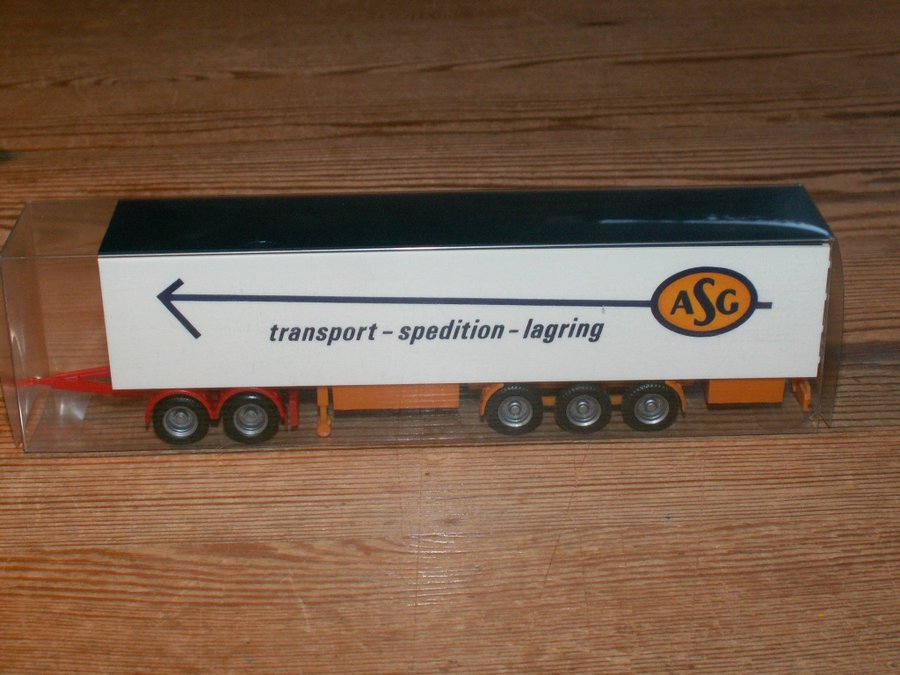 ASG
transport - spedition - lagring